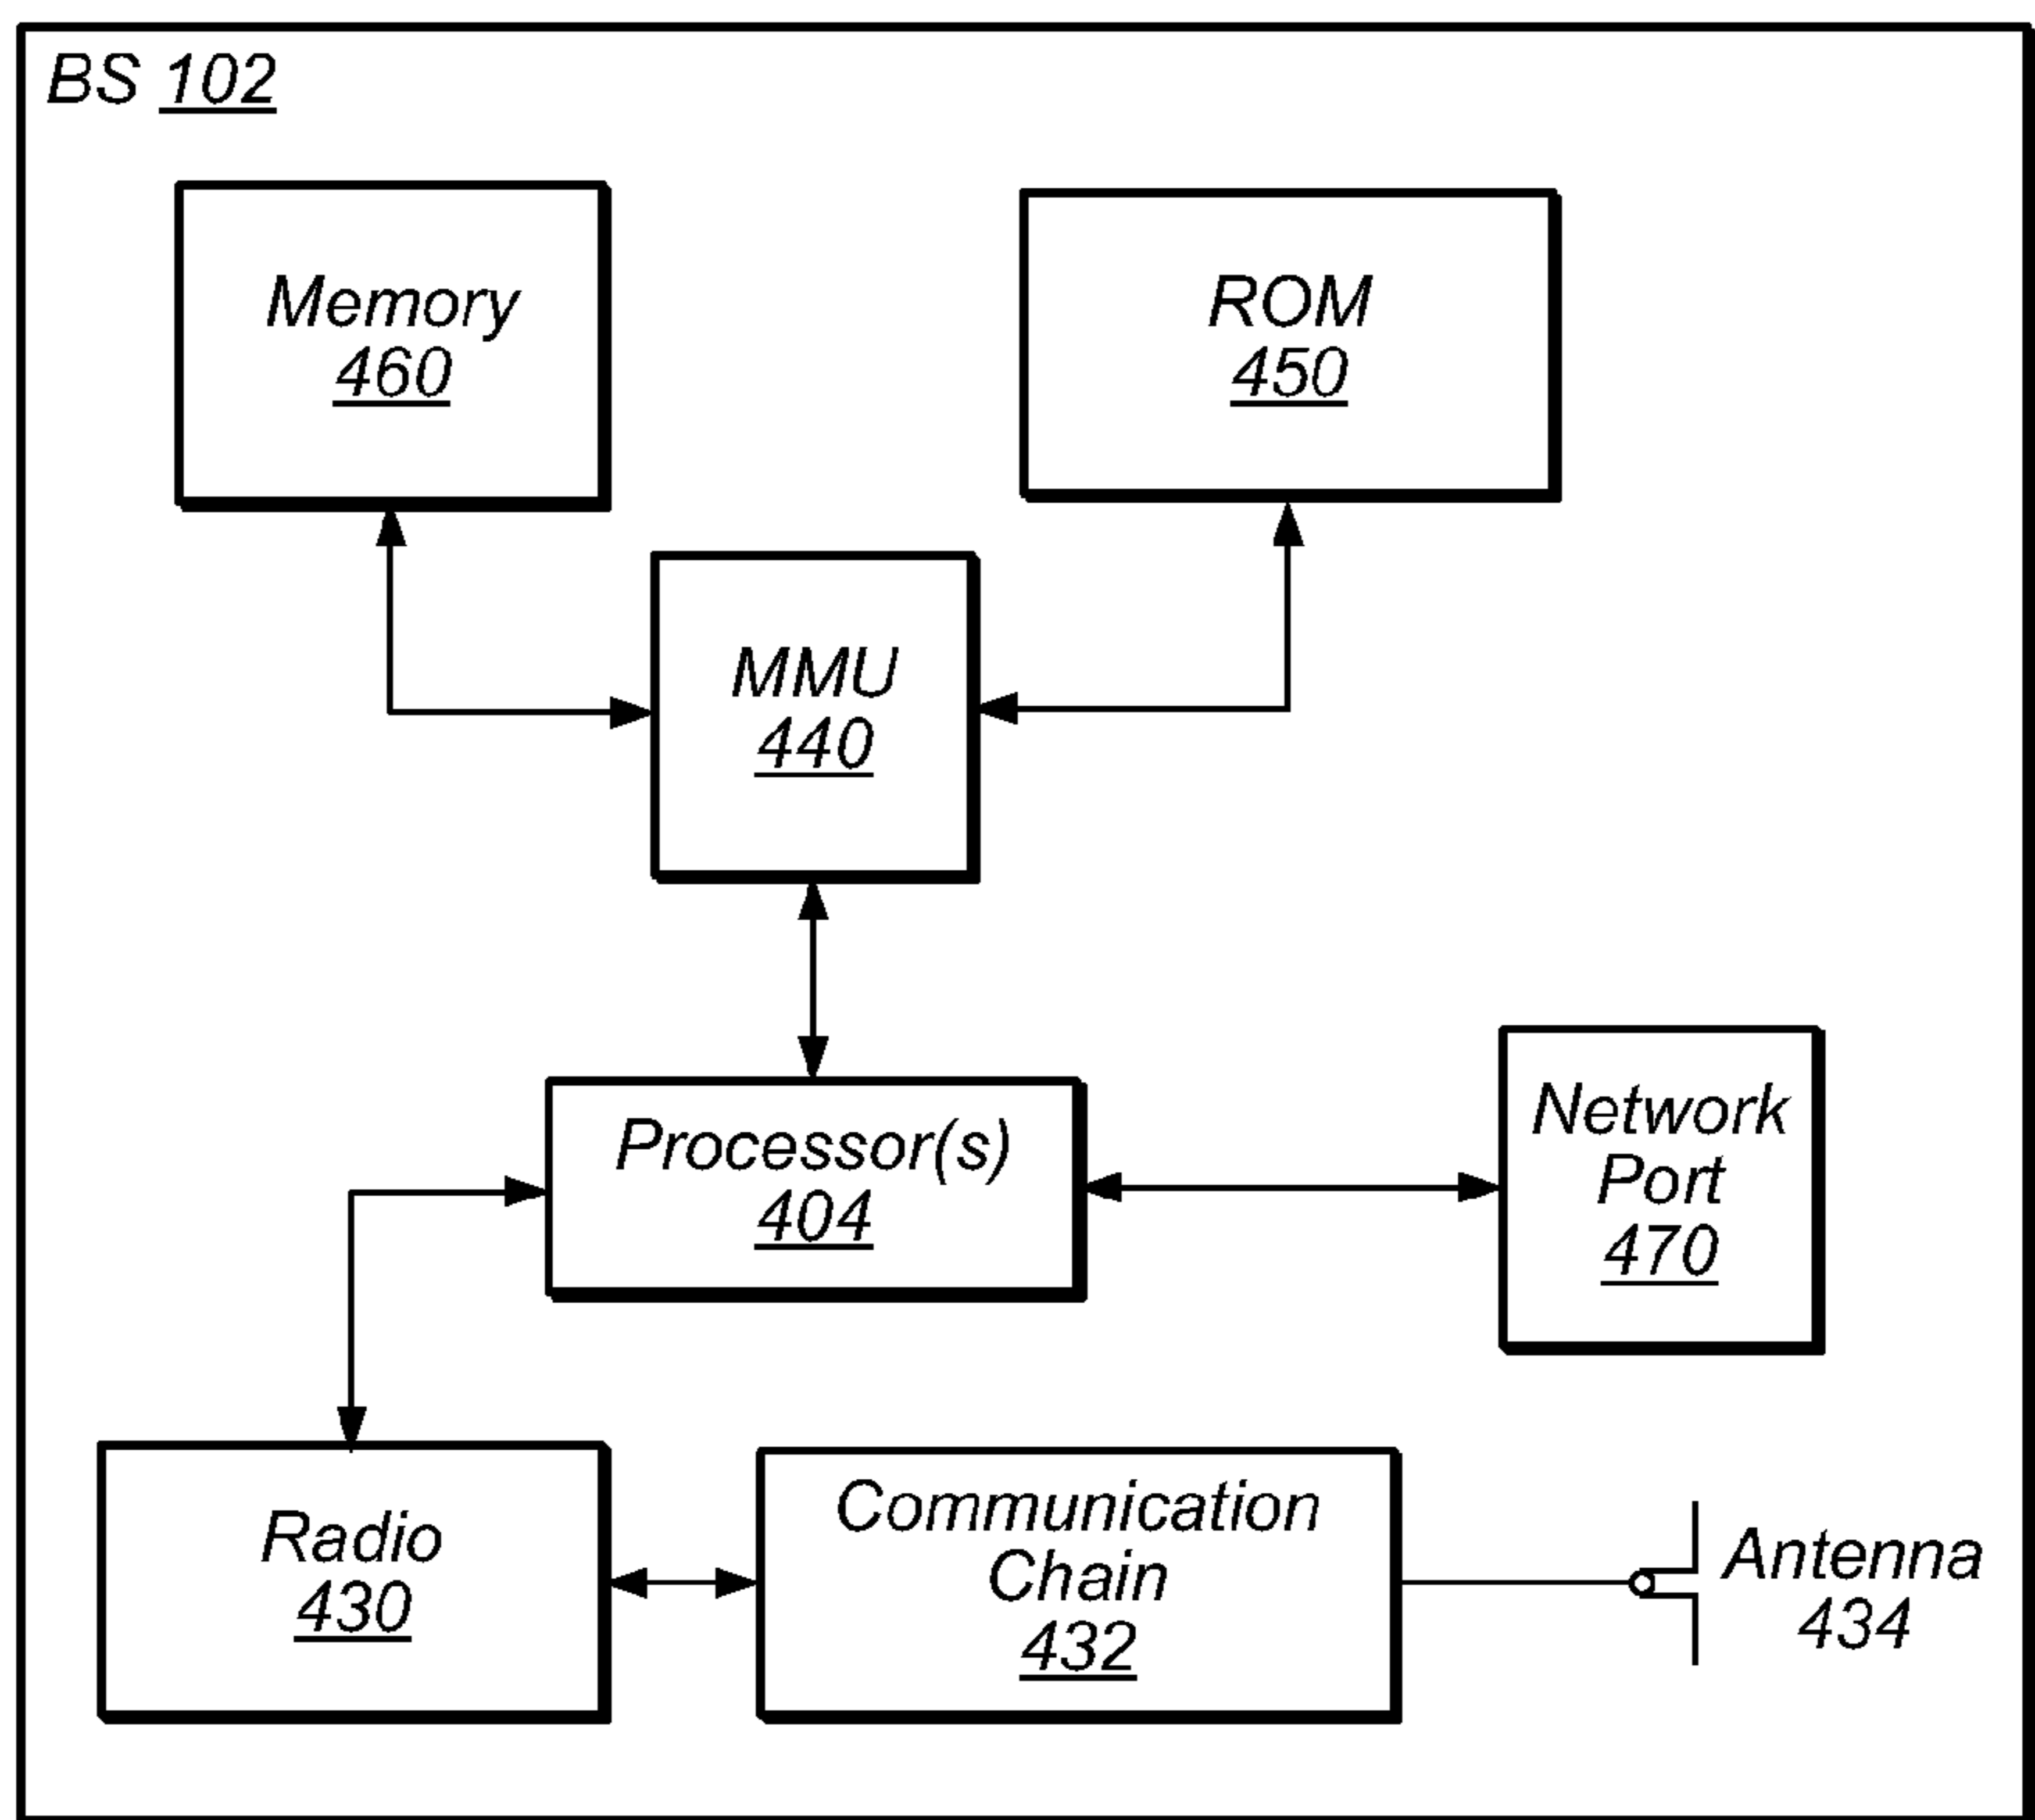 BS 102
Memory
460
ROM
450
MMU
440
Processor(s)
404
Network
Port
470
Radio
430
Communication
Chain
432
Antenna
434